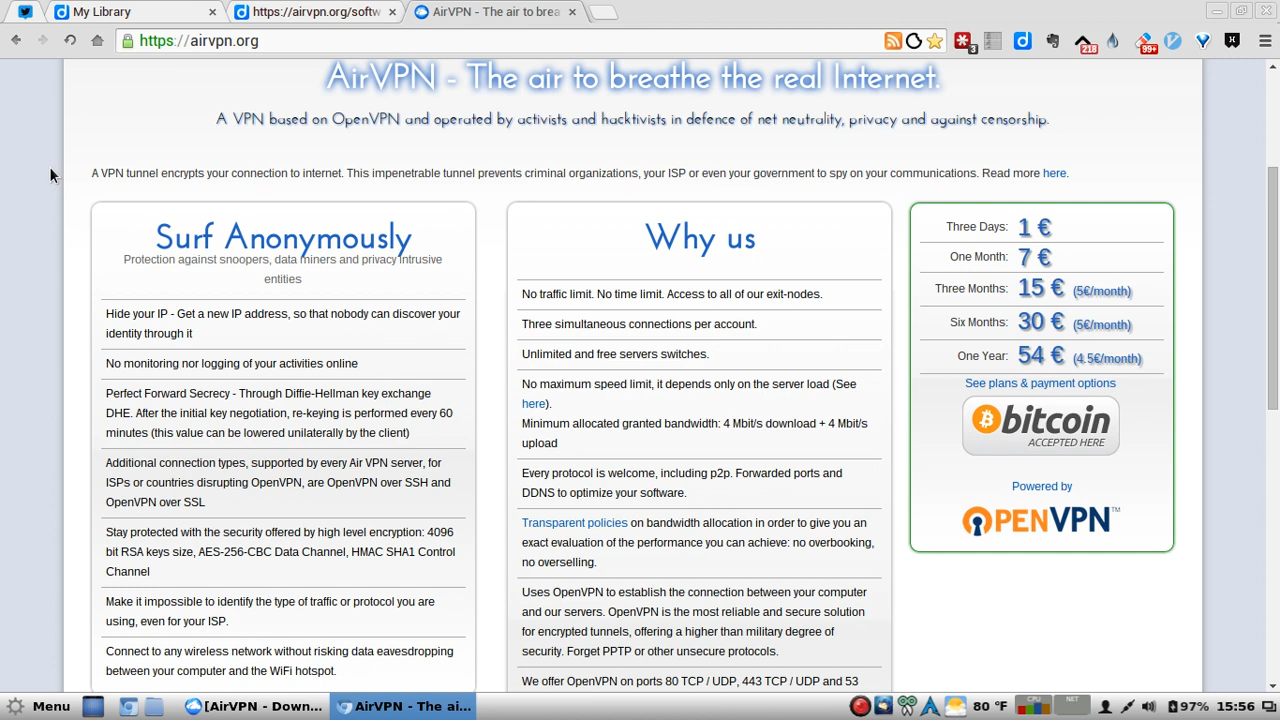 My Library
https://airvpn.org/softw
AirVPN - The air to brea
https://airvpn.org
3
218
99+
AirVPN - The air to breathe the real Internet.
A VPN based on OpenVPN and operated by activists and hacktivists in defence of net neutrality, privacy and against censorship.
A VPN tunnel encrypts your connection to internet. This impenetrable tunnel prevents criminal organizations, your ISP or even your government to spy on your communications. Read more here.
Surf Anonymously
Protection against snoopers, data miners and privacy intrusive
entities
Hide your IP - Get a new IP address, so that nobody can discover your
identity through it
No monitoring nor logging of your activities online
Perfect Forward Secrecy - Through Diffie-Hellman key exchange
DHE. After the initial key negotiation, re-keying is performed every 60
minutes (this value can be lowered unilaterally by the client)
Additional connection types, supported by every Air VPN server, for
ISPs or countries disrupting OpenVPN, are OpenVPN over SSH and
OpenVPN over SSL
Stay protected with the security offered by high level encryption: 4096
bit RSA keys size, AES-256-CBC Data Channel, HMAC SHA1 Control
Channel
Make it impossible to identify the type of traffic or protocol you are
using, even for your ISP.
Connect to any wireless network without risking data eavesdropping
between your computer and the WiFi hotspot.
Why us
No traffic limit. No time limit. Access to all of our exit-nodes.
Three simultaneous connections per account.
Unlimited and free servers switches.
No maximum speed limit, it depends only on the server load (See
here).
Minimum allocated granted bandwidth: 4 Mbit/s download + 4 Mbit/s
upload
Every protocol is welcome, including p2p. Forwarded ports and
DDNS to optimize your software.
Transparent policies on bandwidth allocation in order to give you an
exact evaluation of the performance you can achieve: no overbooking,
no overselling.
Uses OpenVPN to establish the connection between your computer
and our servers. OpenVPN is the most reliable and secure solution
for encrypted tunnels, offering a higher than military degree of
security. Forget PPTP or other unsecure protocols.
We offer OpenVPN on ports 80 TCP / UDP, 443 TCP / UDP and 53
Three Days: 1 €
One Month: 7 €
Three Months: 15 € (5€/month)
Six Months: 30 € (5€/month)
One Year: 54 € (4.5€/month)
See plans & payment options
bitcoin
ACCEPTED HERE
Powered by
OPENVPN™
Menu
[AirVPN - Down...
AirVPN - The ai...
80 °F
CPU
NET
97%
15:56